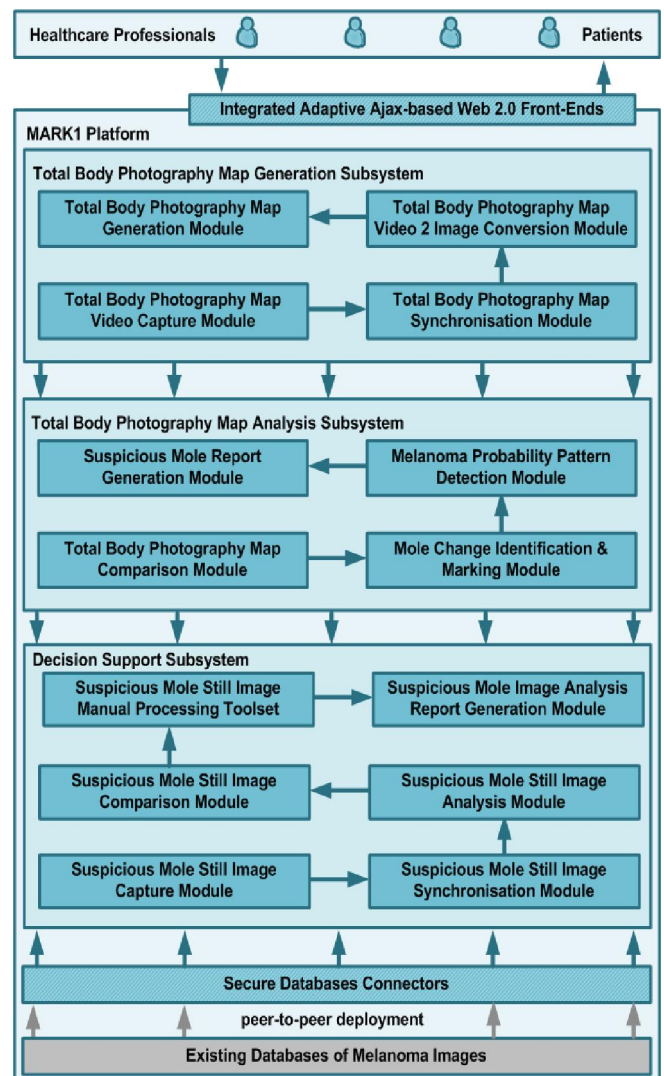 Healthcare Professionals Patients
Integrated Adaptive Ajax-based Web 2.0 Front-Ends
MARK1 Platform
Total Body Photography Map Generation Subsystem
Total Body Photography Map
Generation Module
Total Body Photography Map
Video 2 Image Conversion Module
Total Body Photography Map
Video Capture Module
Total Body Photography Map
Synchronisation Module
Total Body Photography Map Analysis Subsystem
Suspicious Mole Report
Generation Module
Melanoma Probability Pattern
Detection Module
Total Body Photography Map
Comparison Module
Mole Change Identification &
Marking Module
Decision Support Subsystem
Suspicious Mole Still Image
Manual Processing Toolset
Suspicious Mole Image Analysis
Report Generation Module
Suspicious Mole Still Image
Comparison Module
Suspicious Mole Still Image
Analysis Module
Suspicious Mole Still Image
Capture Module
Suspicious Mole Still Image
Synchronisation Module
Secure Databases Connectors
peer-to-peer deployment
Existing Databases of Melanoma Images